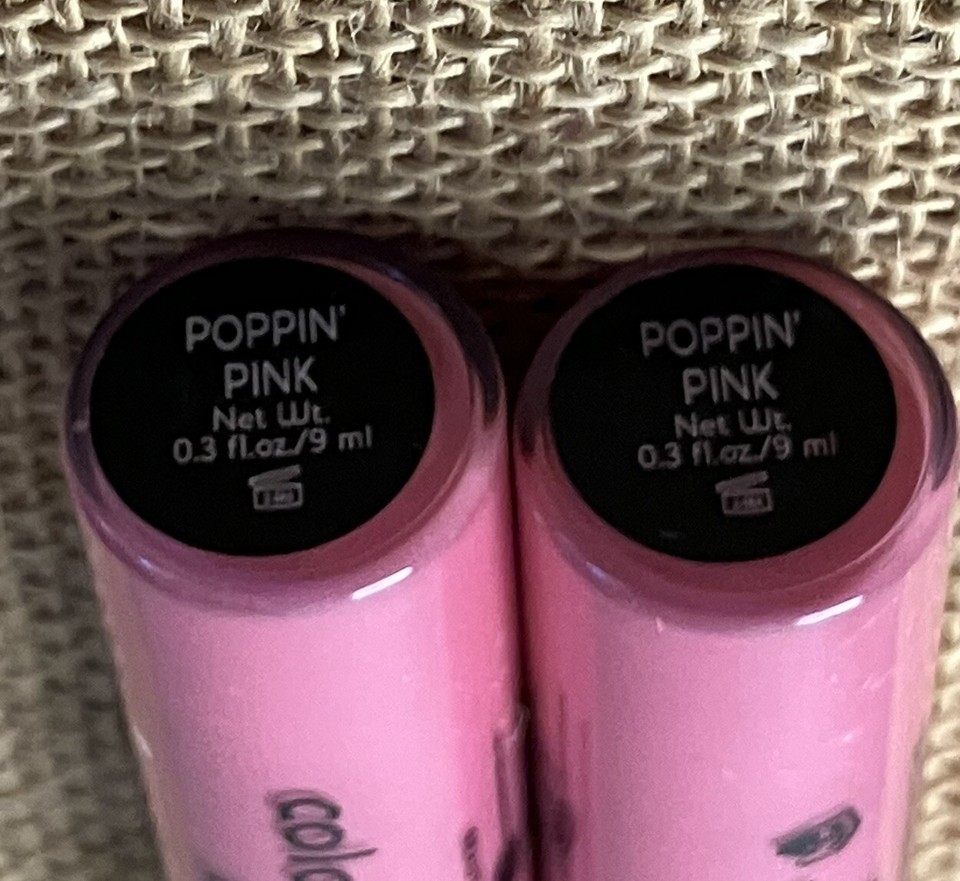 POPPIN'
PINK
Net Wt.
0.3 fl.oz./9 ml
POPPIN'
PINK
Net Wt.
0.3 fl.oz./9 ml
colo